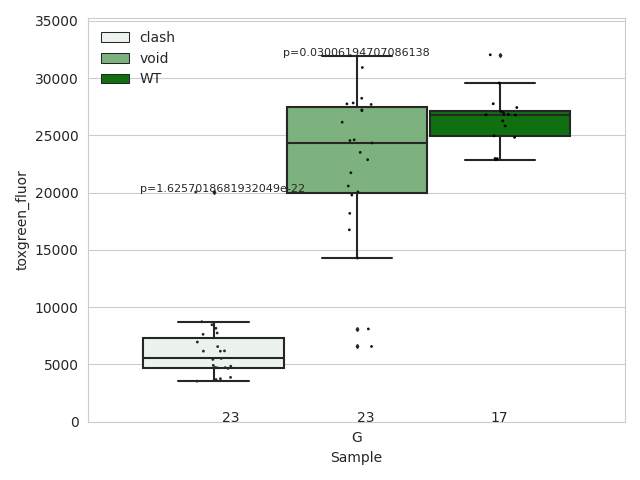 35000
30000
25000
20000
15000
10000
5000
0
toxgreen_fluor
clash
void
WT
p=0.03006194707086138
p=1.6257018681932049e-22
23
23
17
G
Sample